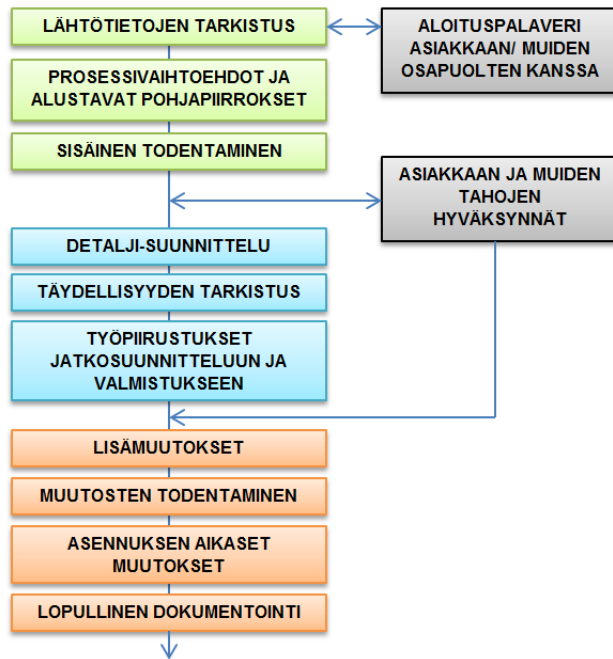 LÄHTÖTIETOJEN TARKISTUS
ALOITUSPALAVERI
ASIAKKAAN/ MUIDEN
OSAPUOLTEN KANSSA
PROSESSIVAIHTOEHDOT JA
ALUSTAVAT POHJAPIIRROKSET
SISÄINEN TODENTAMINEN
ASIAKKAAN JA MUIDEN
TAHOJEN
HYVÄKSYNNÄT
DETALJI-SUUNNITTELU
TÄYDELLISYYDEN TARKISTUS
TYÖPIIRUSTUKSET
JATKOSUUNNITTELUUN JA
VALMISTUKSEEN
LISÄMUUTOKSET
MUUTOSTEN TODENTAMINEN
ASENNUKSEN AIKASET
MUUTOKSET
LOPULLINEN DOKUMENTOINTI